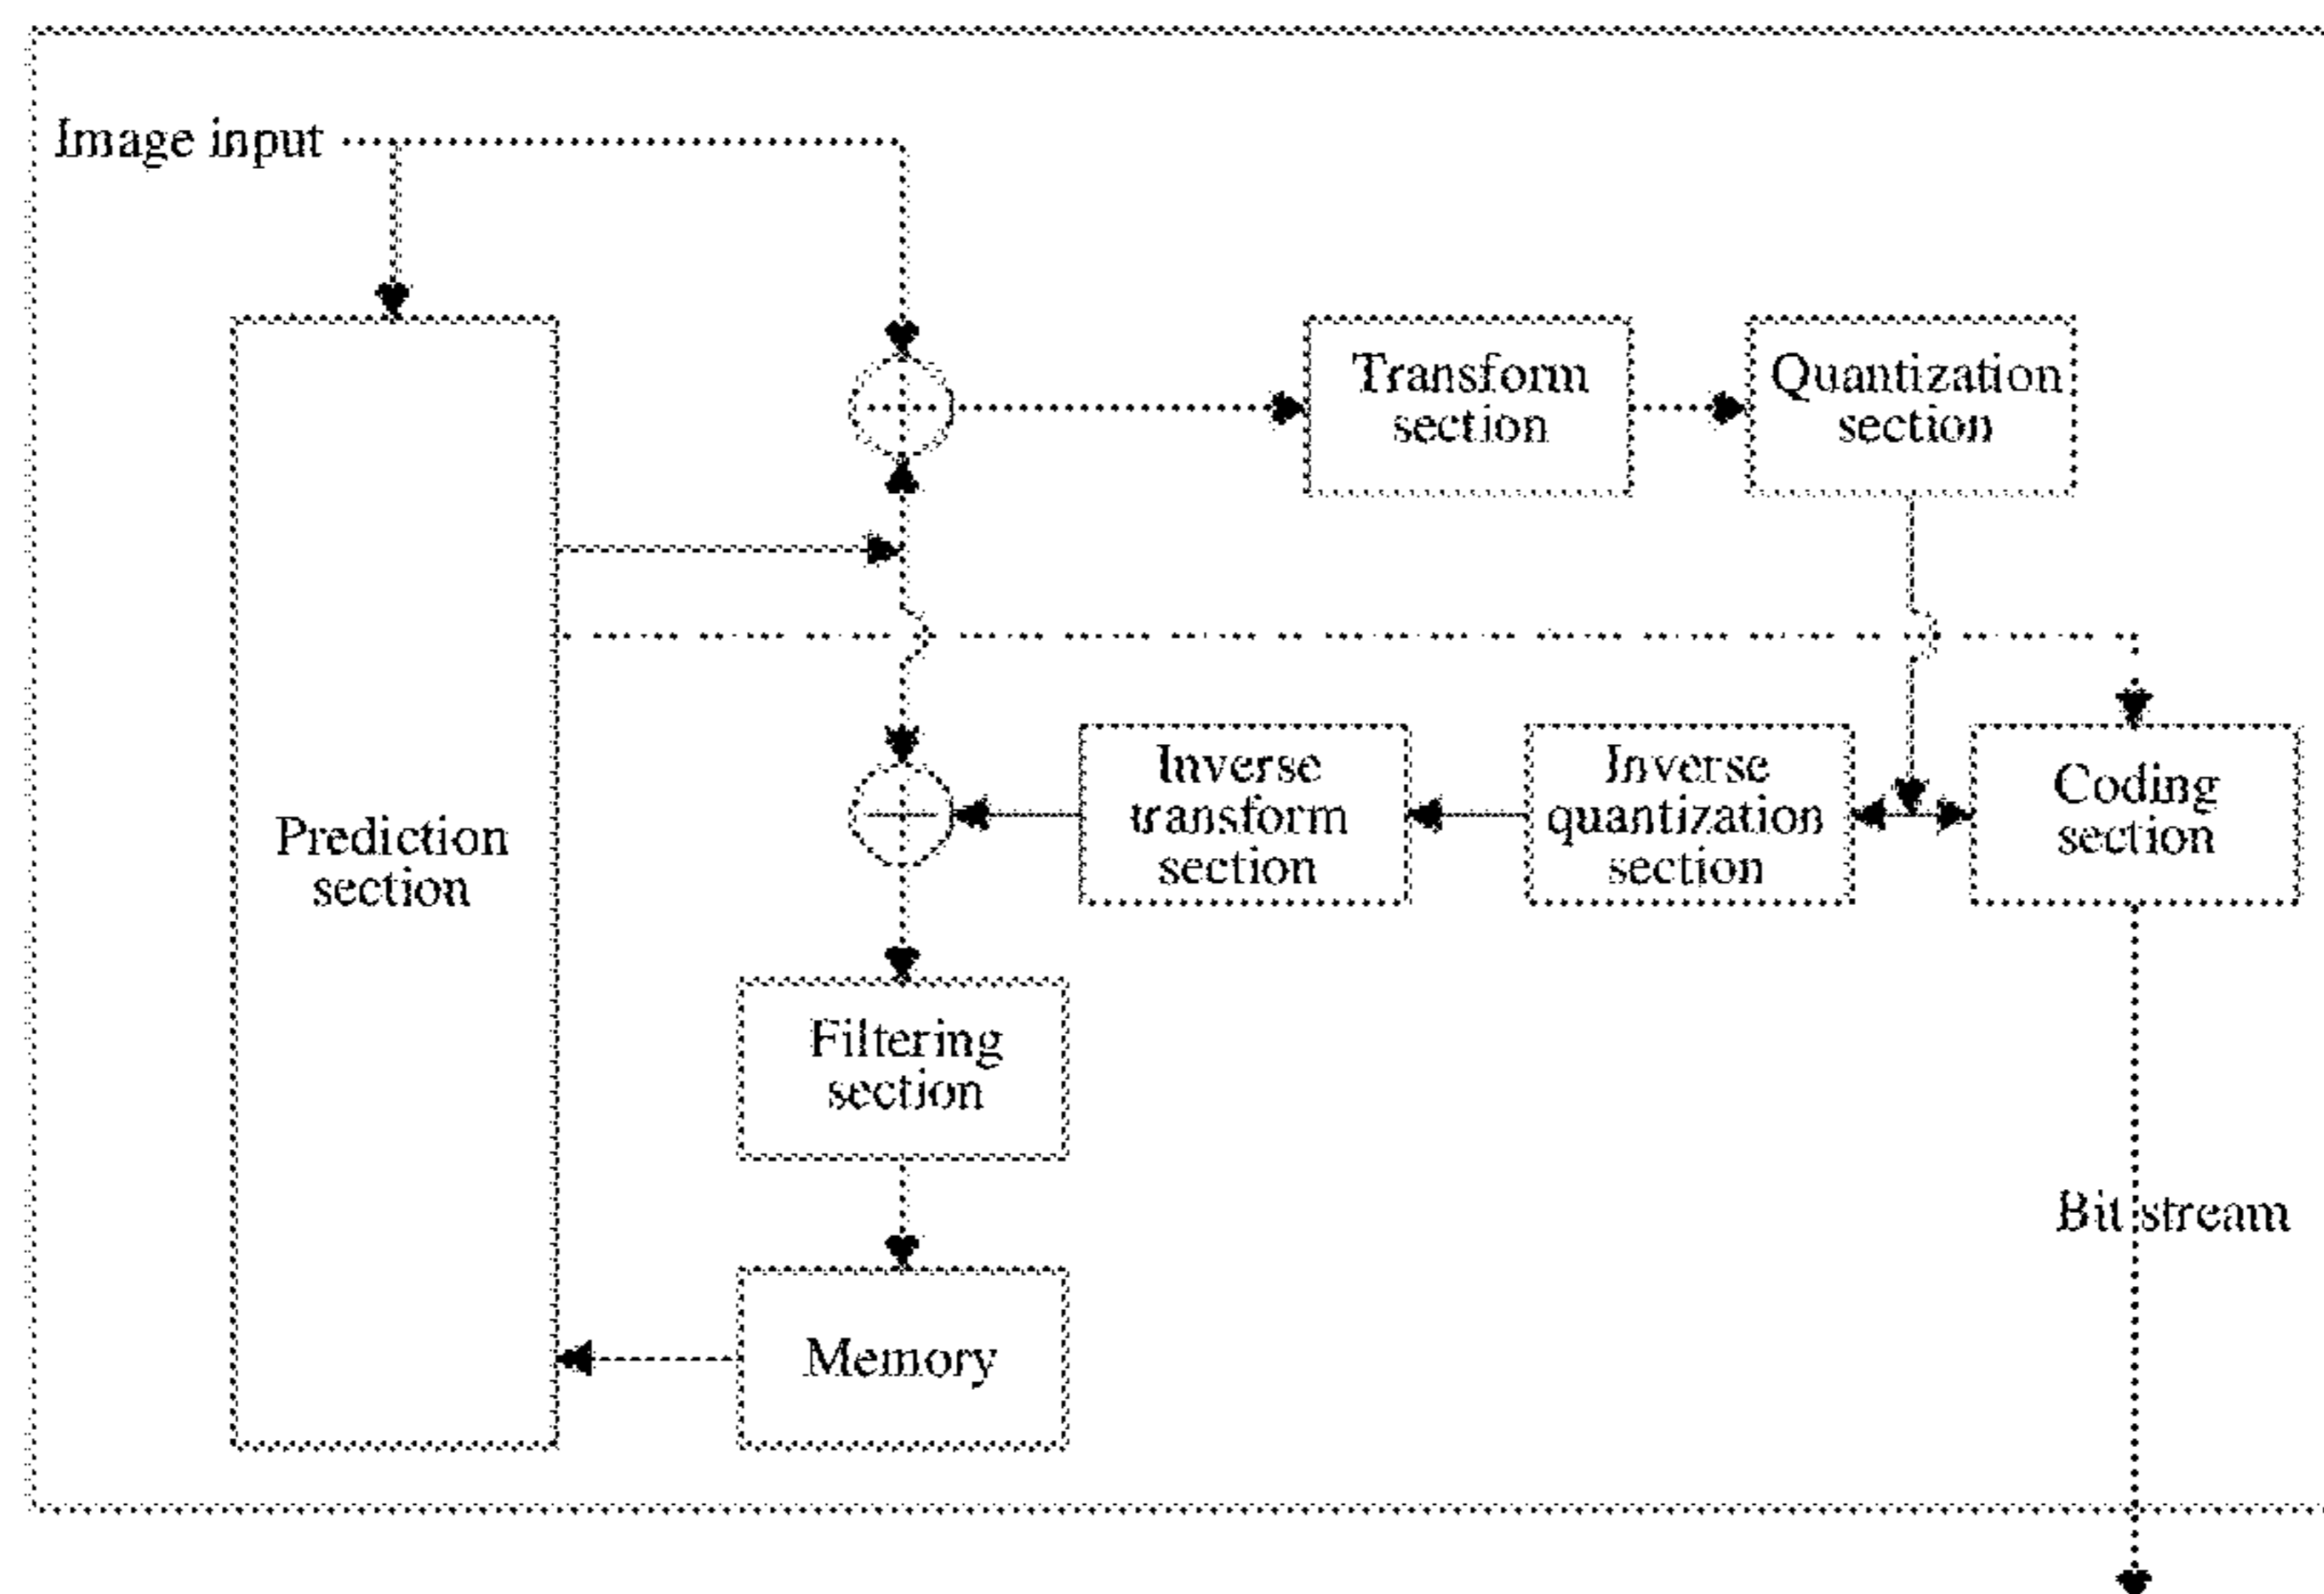 Image input
Transform
section
Quantization
section
Prediction
section
Inverse
transform
section
Inverse
quantization
section
Coding
section
Filtering
section
Bit stream
Memory